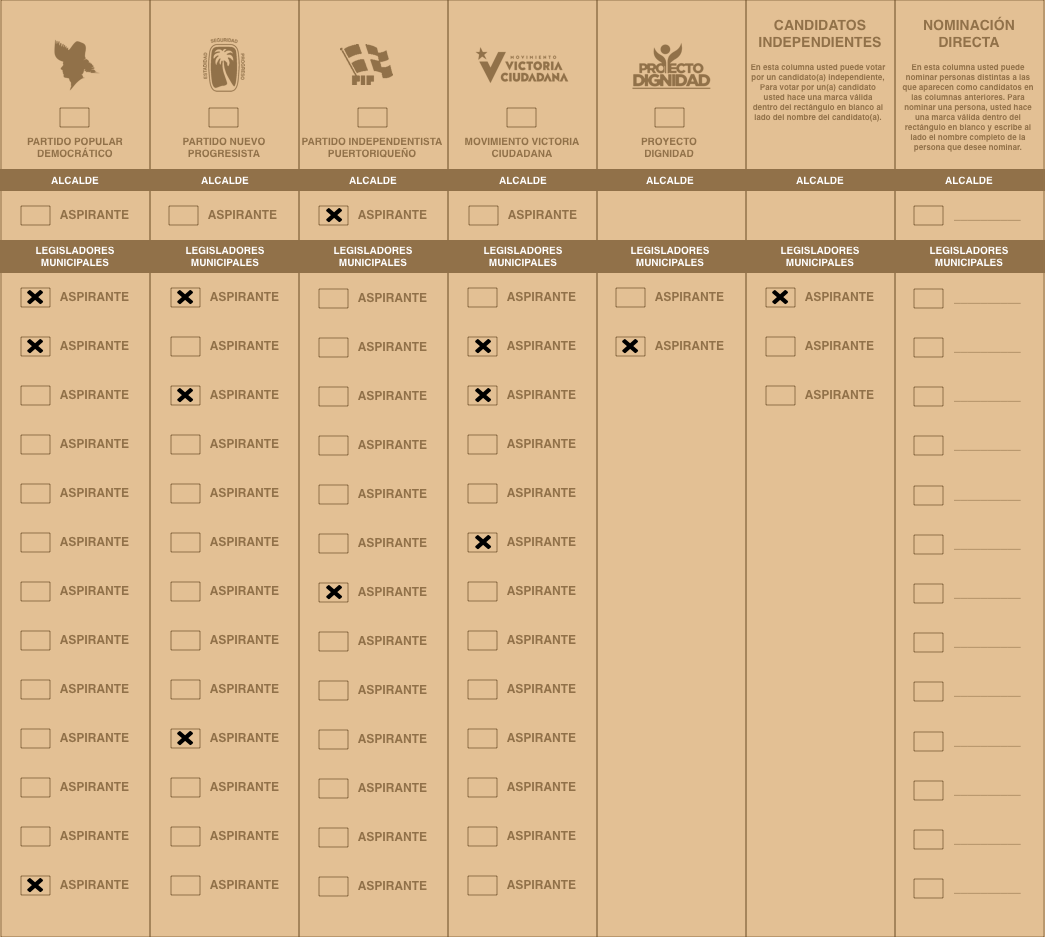 SEGURIDAD
ESTADIDAD
PROGRESO
PIP
MOVIMIENTO
VICTORIA
CIUDADANA
PROYECTO
DIGNIDAD
CANDIDATOS
INDEPENDIENTES
En esta columna usted puede votar
por un candidato(a) independiente,
Para votar por un(a) candidato
usted hace una marca válida
dentro del rectángulo en blanco al
lado del nombre del candidato(a).
NOMINACIÓN
DIRECTA
En esta columna usted puede
nominar personas distintas a las
que aparecen como candidatos en
las columnas anteriores. Para
nominar una persona, usted hace
una marca válida dentro del
rectángulo en blanco y escribe al
lado el nombre completo de la
persona que desee nominar.
PARTIDO POPULAR
DEMOCRÁTICO
PARTIDO NUEVO
PROGRESISTA
PARTIDO INDEPENDENTISTA
PUERTORIQUEÑO
MOVIMIENTO VICTORIA
CIUDADANA
PROYECTO
DIGNIDAD
ALCALDE ALCALDE ALCALDE ALCALDE ALCALDE ALCALDE ALCALDE
ASPIRANTE ASPIRANTE ASPIRANTE ASPIRANTE
LEGISLADORES LEGISLADORES LEGISLADORES LEGISLADORES LEGISLADORES LEGISLADORES LEGISLADORES
MUNICIPALES MUNICIPALES MUNICIPALES MUNICIPALES MUNICIPALES MUNICIPALES MUNICIPALES
ASPIRANTE ASPIRANTE ASPIRANTE ASPIRANTE ASPIRANTE ASPIRANTE
ASPIRANTE ASPIRANTE ASPIRANTE ASPIRANTE ASPIRANTE ASPIRANTE
ASPIRANTE ASPIRANTE ASPIRANTE ASPIRANTE ASPIRANTE
ASPIRANTE ASPIRANTE ASPIRANTE ASPIRANTE
ASPIRANTE ASPIRANTE ASPIRANTE ASPIRANTE
ASPIRANTE ASPIRANTE ASPIRANTE ASPIRANTE
ASPIRANTE ASPIRANTE ASPIRANTE ASPIRANTE
ASPIRANTE ASPIRANTE ASPIRANTE ASPIRANTE
ASPIRANTE ASPIRANTE ASPIRANTE ASPIRANTE
ASPIRANTE ASPIRANTE ASPIRANTE ASPIRANTE
ASPIRANTE ASPIRANTE ASPIRANTE ASPIRANTE
ASPIRANTE ASPIRANTE ASPIRANTE ASPIRANTE
ASPIRANTE ASPIRANTE ASPIRANTE ASPIRANTE